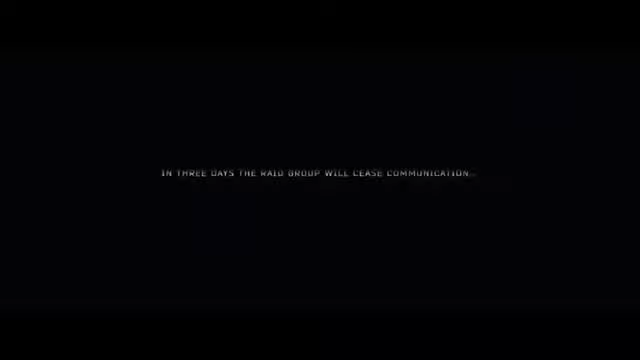 IN THREE DAYS THE RAID GROUP WILL CEASE COMMUNICATION...